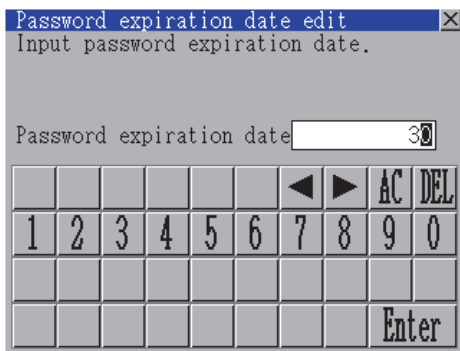 Password expiration date edit
Input password expiration date.
Password expiration date 30
◀ ▶ AC DEL
1 2 3 4 5 6 7 8 9 0
Enter